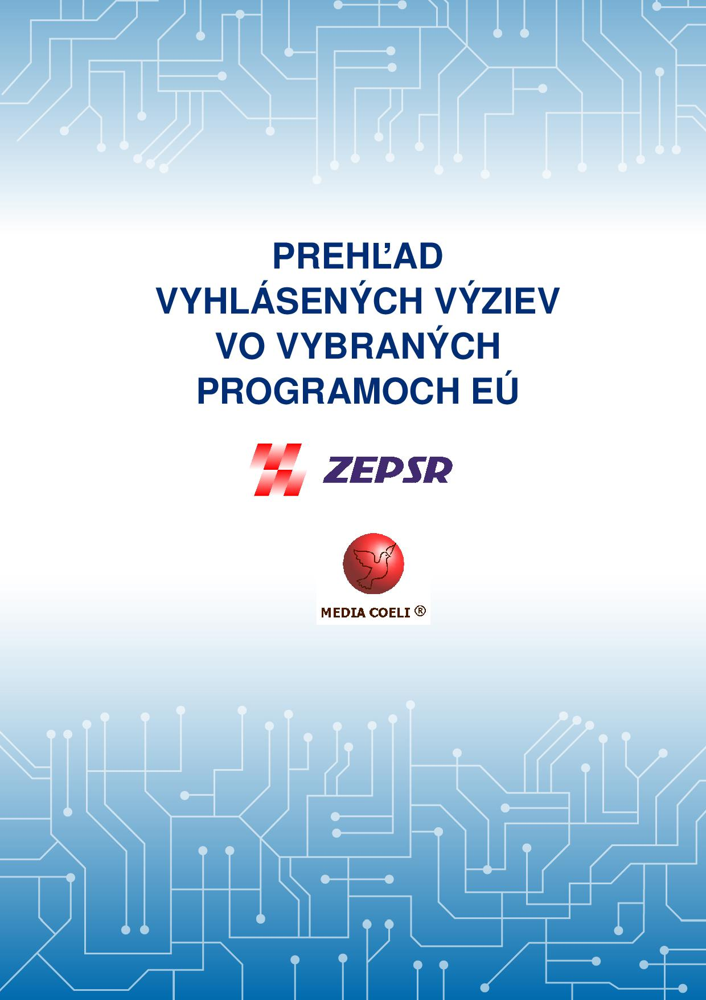 PREHĽAD
VYHLÁSENÝCH VÝZIEV
VO VYBRANÝCH
PROGRAMOCH EÚ
ZEPSR
MEDIA COELI ®